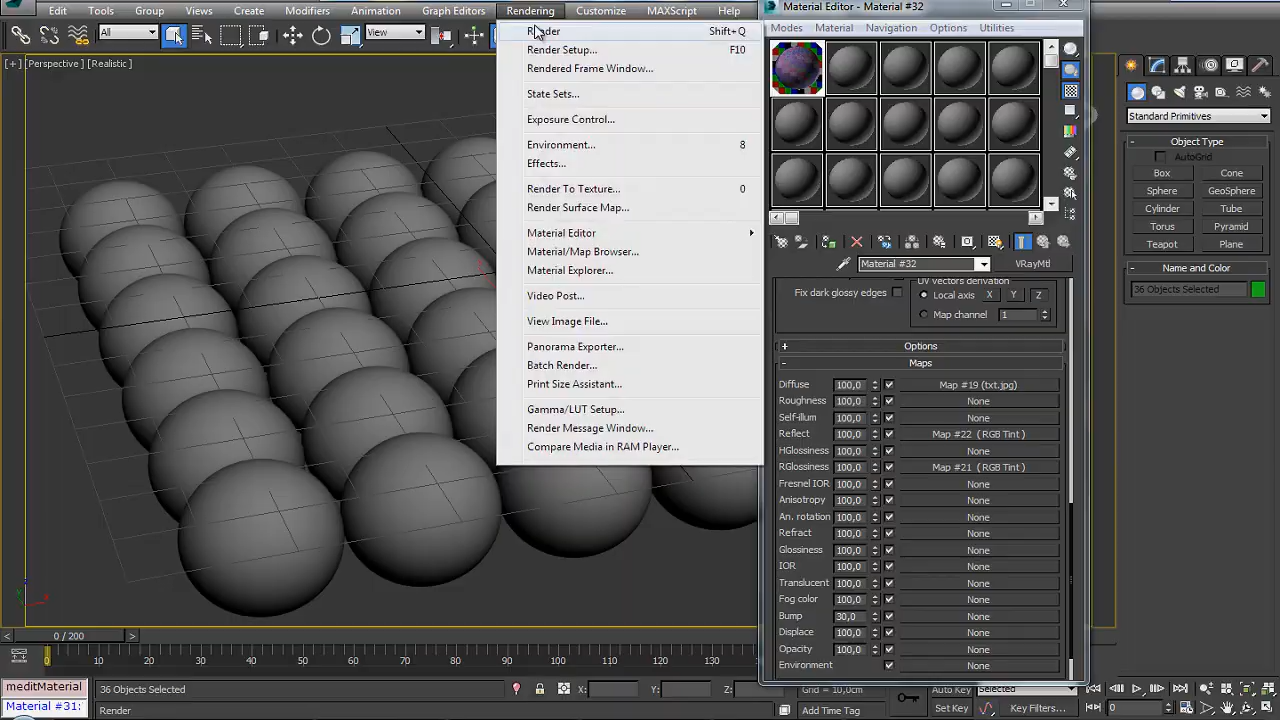 Edit Tools Group Views Create Modifiers Animation Graph Editors Rendering Customize MAXScript Help
Material Editor - Material #32
Modes Material Navigation Options Utilities
All
View
[+] [Perspective] [Realistic]
Render Shift+Q
Render Setup... F10
Rendered Frame Window...
State Sets...
Exposure Control...
Environment... 8
Effects...
Render To Texture... 0
Render Surface Map...
Material Editor
Material/Map Browser...
Material Explorer...
Video Post...
View Image File...
Panorama Exporter...
Batch Render...
Print Size Assistant...
Gamma/LUT Setup...
Render Message Window...
Compare Media in RAM Player...
Material #32 VRayMtl
UV vectors derivation
Fix dark glossy edges Local axis X Y Z
Map channel 1
+ Options
- Maps
Diffuse 100,0 Map #19 (txt.jpg)
Roughness 100,0 None
Self-illum 100,0 None
Reflect 100,0 Map #22 ( RGB Tint )
HGlossiness 100,0 None
RGlossiness 100,0 Map #21 ( RGB Tint )
Fresnel IOR 100,0 None
Anisotropy 100,0 None
An. rotation 100,0 None
Refract 100,0 None
Glossiness 100,0 None
IOR 100,0 None
Translucent 100,0 None
Fog color 100,0 None
Bump 30,0 None
Displace 100,0 None
Opacity 100,0 None
Environment None
Standard Primitives
- Object Type
AutoGrid
Box Cone
Sphere GeoSphere
Cylinder Tube
Torus Pyramid
Teapot Plane
- Name and Color
36 Objects Selected
< 0 / 200 >
0 10 20 30 40 50 60 70 80 90 100 110 120 130
meditMaterial
Material #31:
36 Objects Selected
X: Y: Z:
Grid = 10,0cm
Auto Key Selected
Render
Add Time Tag
Set Key Key Filters... 0